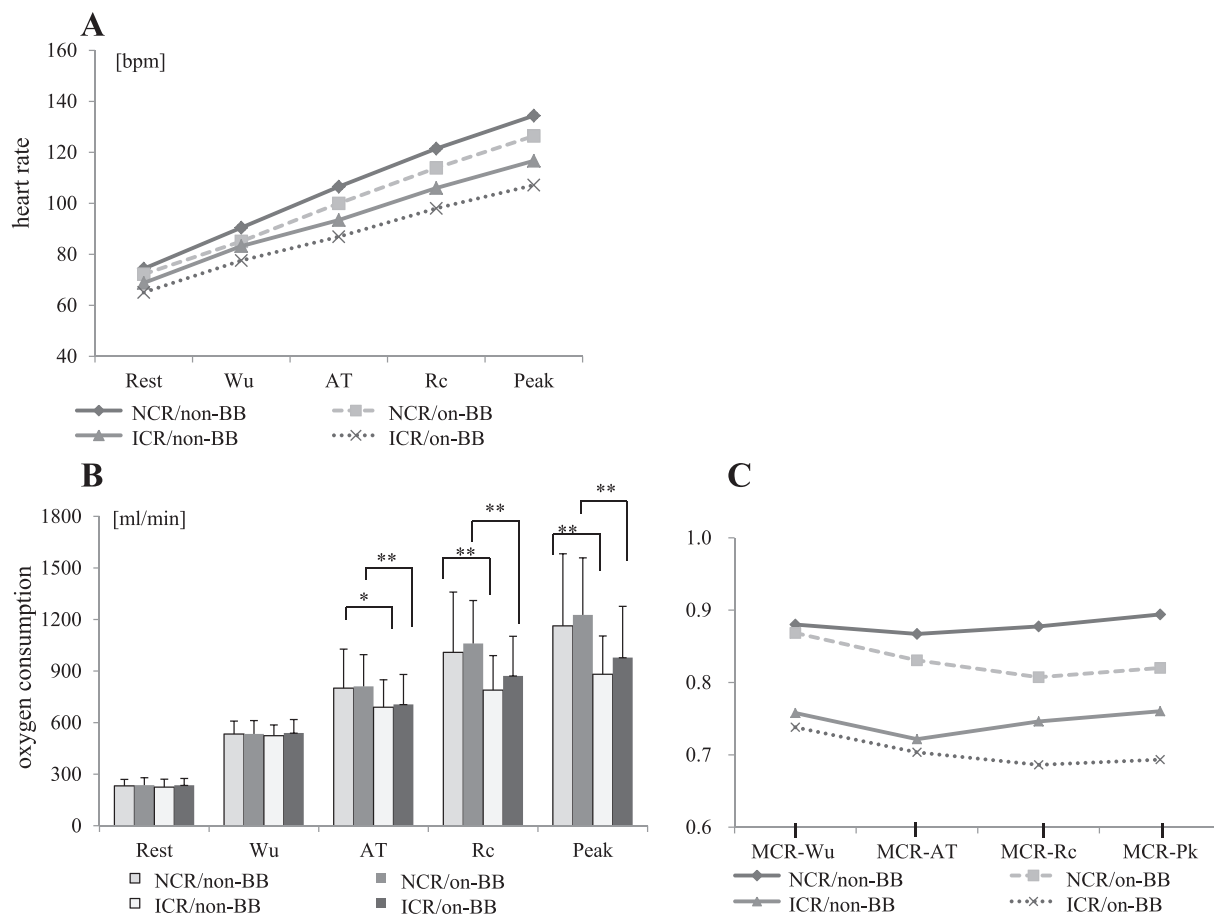 A
160
[bpm]
140
120
100
80
60
40
heart rate
Rest Wu AT Rc Peak
NCR/non-BB NCR/on-BB
ICR/non-BB ICR/on-BB
B
1800
[ml/min]
1500
1200
900
600
300
0
oxygen consumption
* ** ** ** ** **
Rest Wu AT Rc Peak
NCR/non-BB NCR/on-BB
ICR/non-BB ICR/on-BB
C
1.0
0.9
0.8
0.7
0.6
MCR-Wu MCR-AT MCR-Rc MCR-Pk
NCR/non-BB NCR/on-BB
ICR/non-BB ICR/on-BB